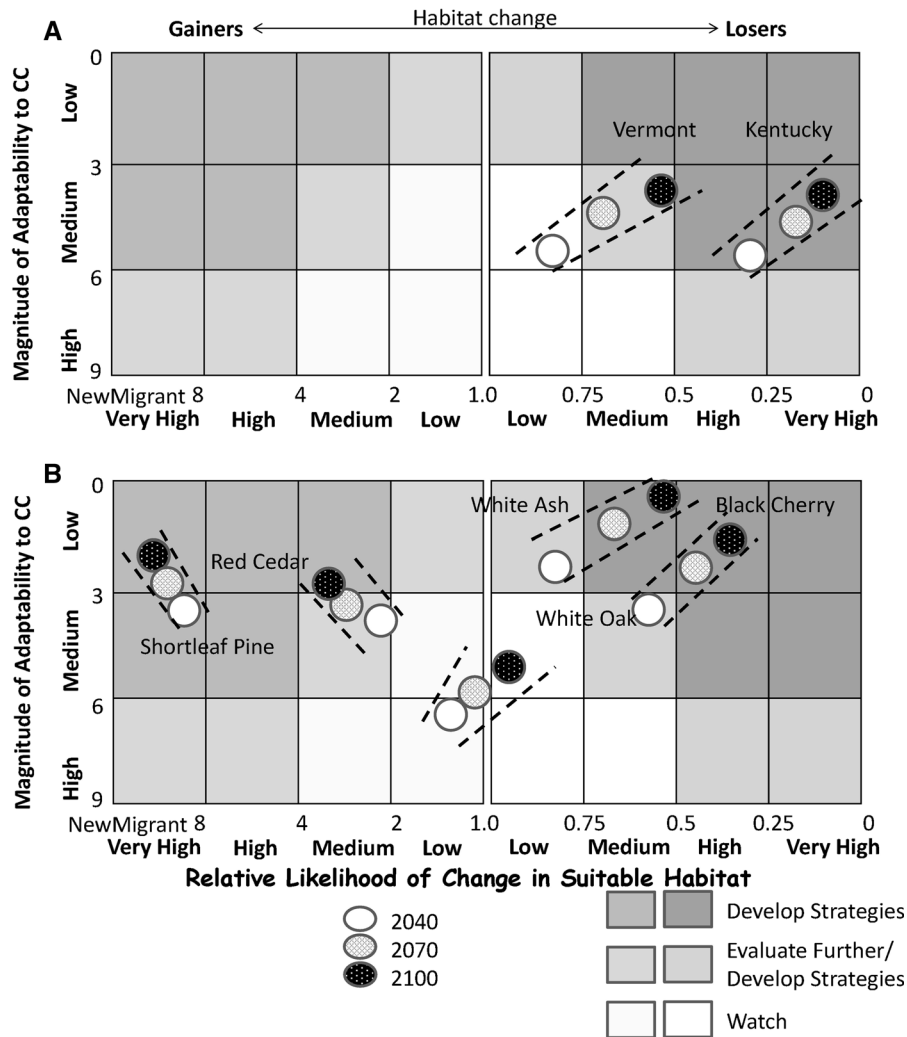 A
Habitat change
Gainers
Losers
Magnitude of Adaptability to CC
Low
Medium
High
0
3
6
9
Vermont
Kentucky
NewMigrant 8 4 2 1.0 0.75 0.5 0.25 0
Very High High Medium Low Low Medium High Very High
B
Magnitude of Adaptability to CC
Low
Medium
High
0
3
6
9
White Ash
Black Cherry
Red Cedar
White Oak
Shortleaf Pine
NewMigrant 8 4 2 1.0 0.75 0.5 0.25 0
Very High High Medium Low Low Medium High Very High
Relative Likelihood of Change in Suitable Habitat
2040
2070
2100
Develop Strategies
Evaluate Further/
Develop Strategies
Watch